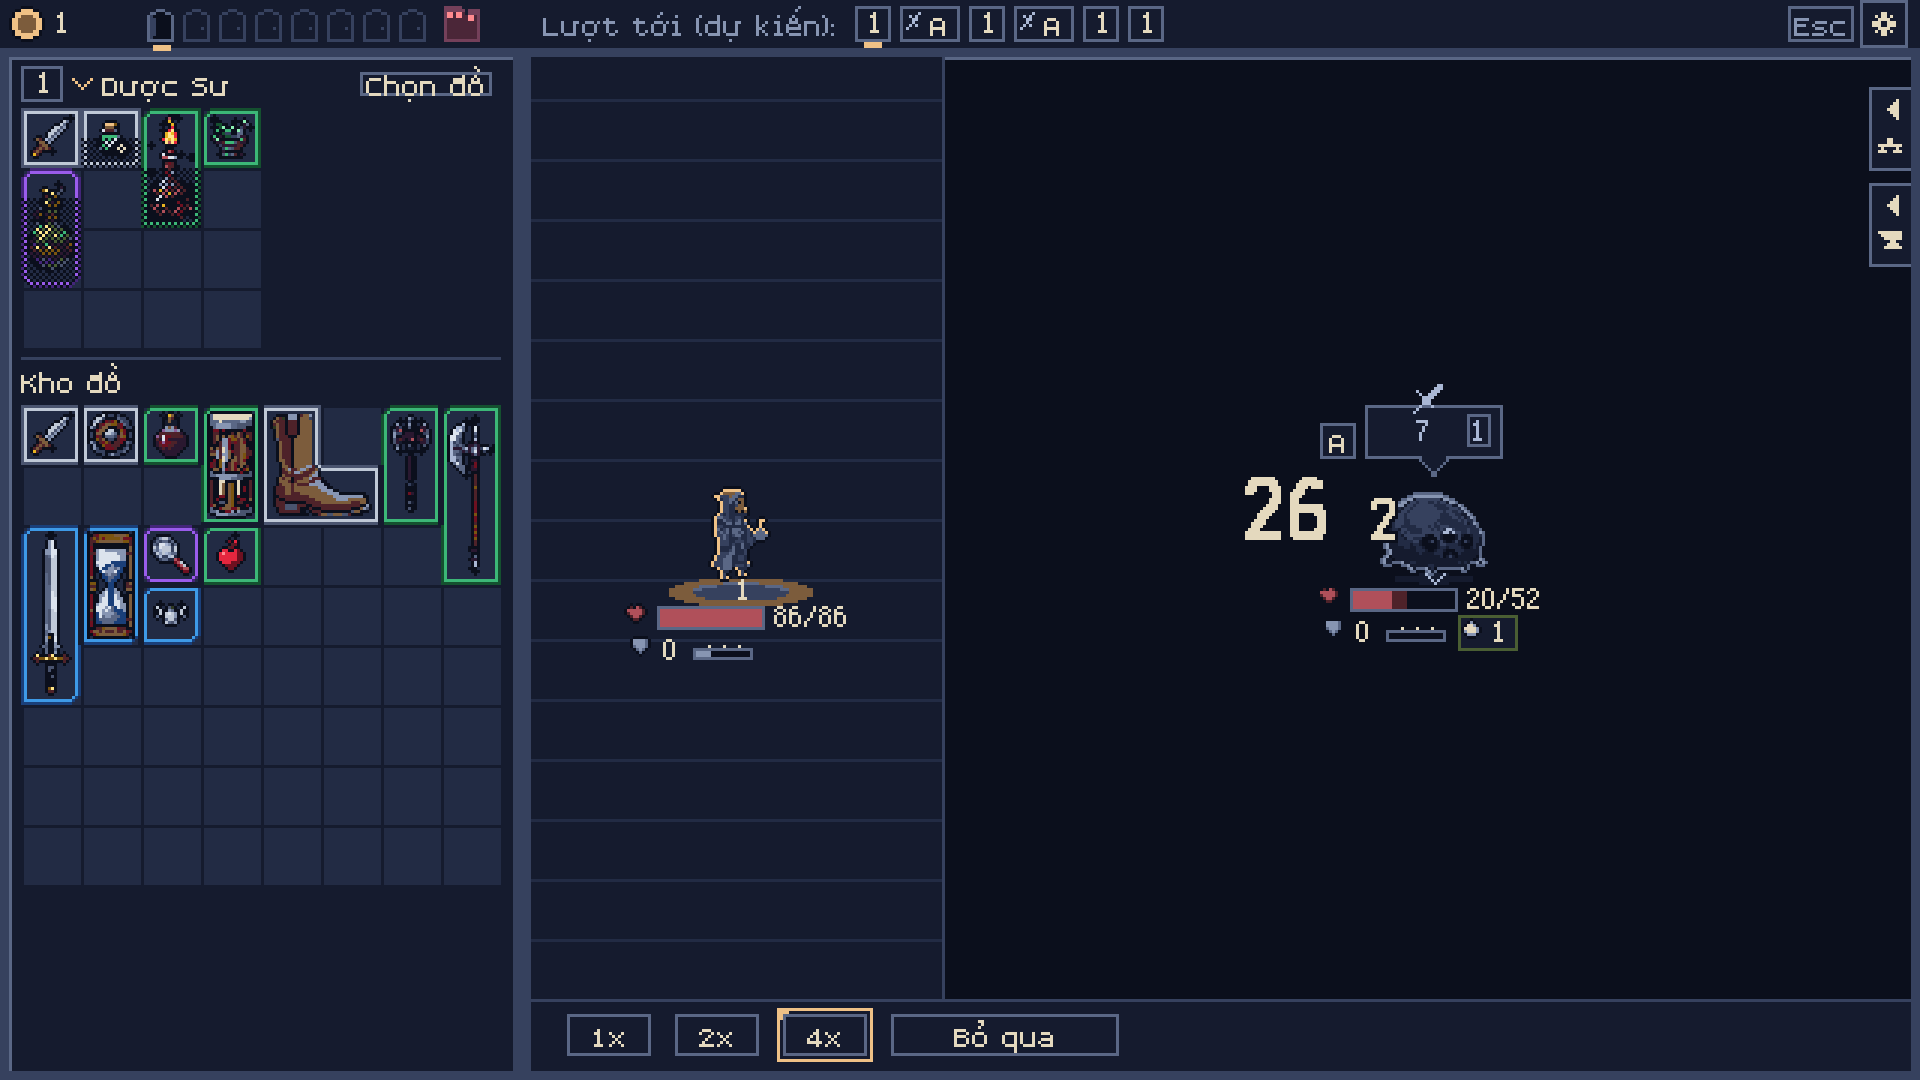 1
Lượt tới (dự kiến): 1 A 1 A 1 1
Esc
1 Dược Sư
Chọn đồ
Kho đồ
A 7 1
26 2
1
86/86
0
20/52
0 1
1x 2x 4x Bỏ qua